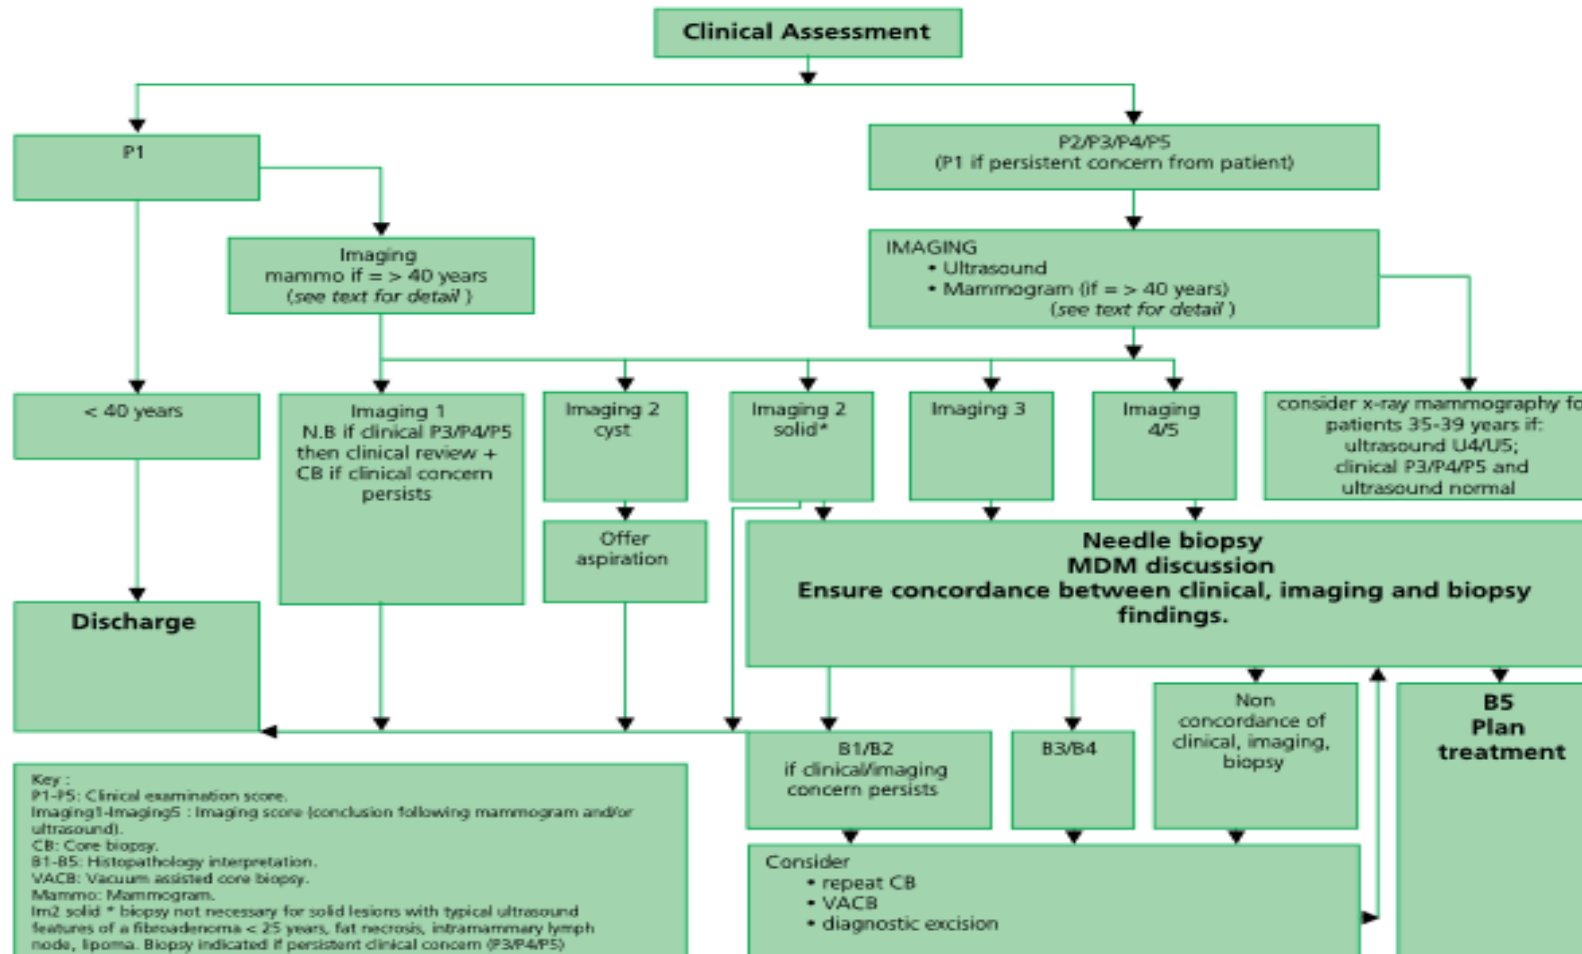 Clinical Assessment
P1
P2/P3/P4/P5
(P1 if persistent concern from patient)
Imaging
mammo if = > 40 years
(see text for detail )
IMAGING
• Ultrasound
• Mammogram (if = > 40 years)
(see text for detail )
< 40 years
Imaging 1
N.B if clinical P3/P4/P5
then clinical review +
CB if clinical concern
persists
Imaging 2
cyst
Imaging 2
solid*
Imaging 3
Imaging
4/5
consider x-ray mammography fo
patients 35-39 years if:
ultrasound U4/U5;
clinical P3/P4/P5 and
ultrasound normal
Offer
aspiration
Needle biopsy
MDM discussion
Ensure concordance between clinical, imaging and biopsy
findings.
Discharge
B1/B2
if clinical/imaging
concern persists
B3/B4
Non
concordance of
clinical, imaging,
biopsy
B5
Plan
treatment
Key :
P1-P5: Clinical examination score.
Imaging1-Imaging5 : Imaging score (conclusion following mammogram and/or
ultrasound).
CB: Core biopsy.
B1-B5: Histopathology interpretation.
VACB: Vacuum assisted core biopsy.
Mammo: Mammogram.
Im2 solid * biopsy not necessary for solid lesions with typical ultrasound
features of a fibroadenoma < 25 years, fat necrosis, intramammary lymph
node, lipoma. Biopsy indicated if persistent clinical concern (P3/P4/P5)
Consider
• repeat CB
• VACB
• diagnostic excision